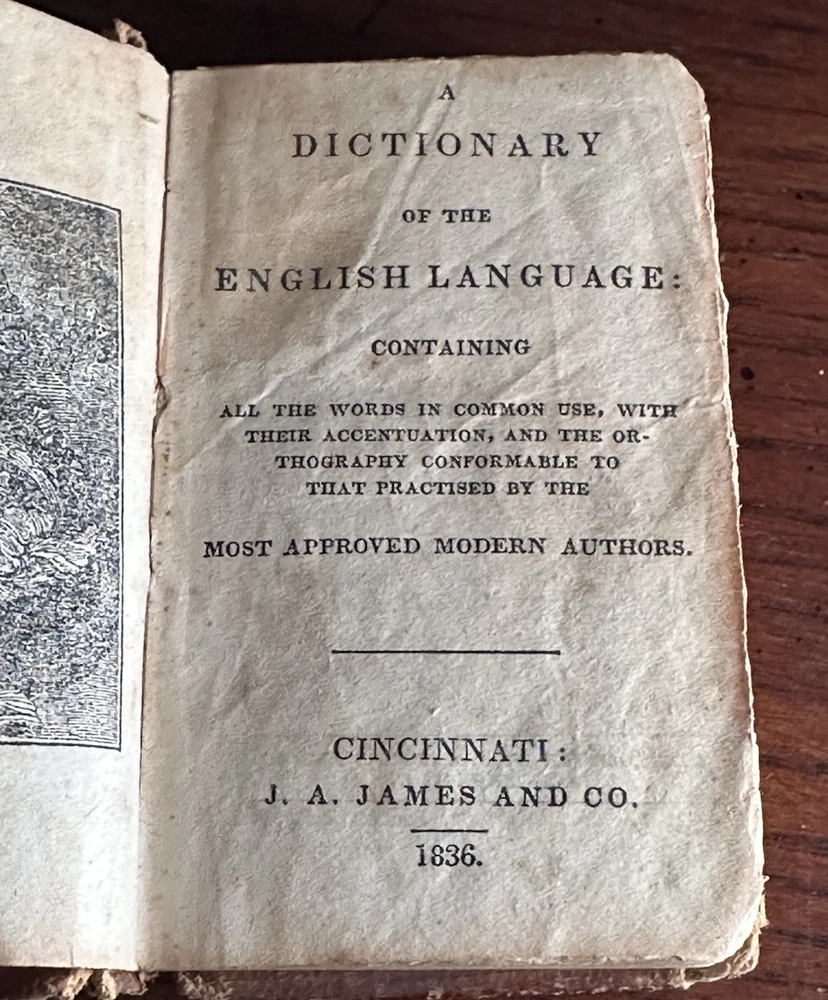 A
DICTIONARY
OF THE
ENGLISH LANGUAGE:
CONTAINING
ALL THE WORDS IN COMMON USE, WITH
THEIR ACCENTUATION, AND THE OR-
THOGRAPHY CONFORMABLE TO
THAT PRACTISED BY THE
MOST APPROVED MODERN AUTHORS.
CINCINNATI:
J. A. JAMES AND CO.
1836.